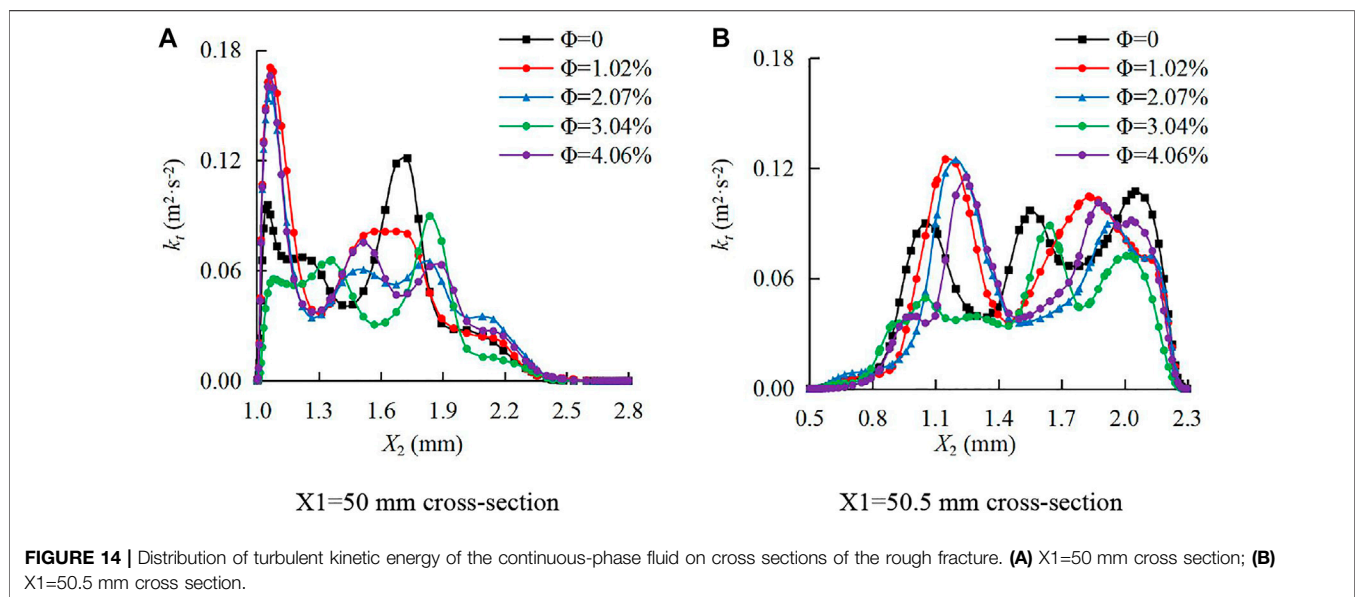 A
0.18
0.12
0.06
0.00
kt (m²·s⁻²)
1.0 1.3 1.6 1.9 2.2 2.5 2.8
X₂ (mm)
Φ=0
Φ=1.02%
Φ=2.07%
Φ=3.04%
Φ=4.06%
X1=50 mm cross-section
B
0.18
0.12
0.06
0.00
kt (m²·s⁻²)
0.5 0.8 1.1 1.4 1.7 2.0 2.3
X₂ (mm)
Φ=0
Φ=1.02%
Φ=2.07%
Φ=3.04%
Φ=4.06%
X1=50.5 mm cross-section
FIGURE 14 | Distribution of turbulent kinetic energy of the continuous-phase fluid on cross sections of the rough fracture. (A) X1=50 mm cross section; (B)
X1=50.5 mm cross section.